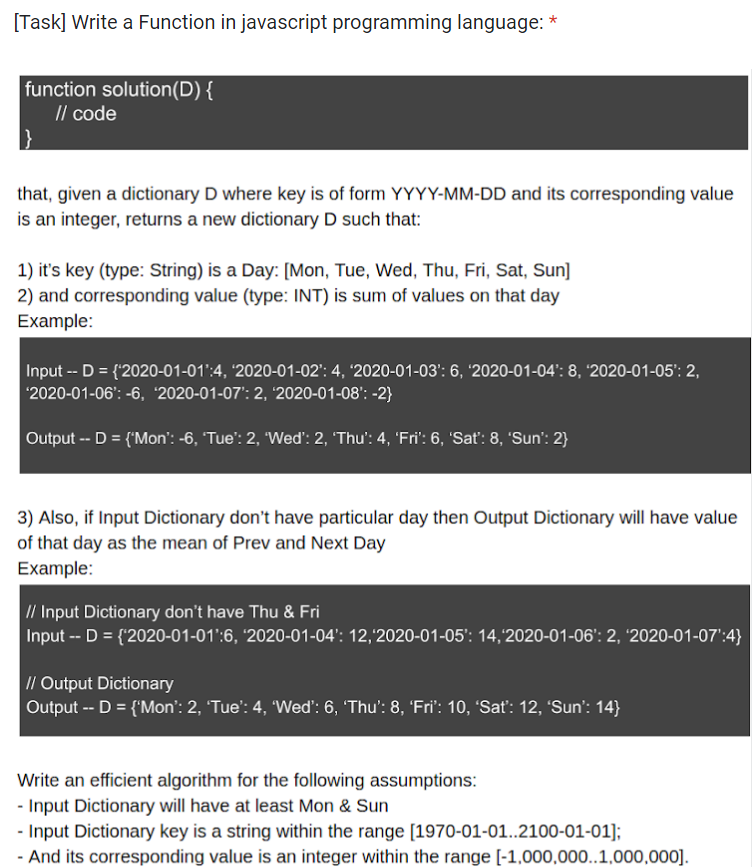 [Task] Write a Function in javascript programming language: *
function solution(D) {
// code
}
that, given a dictionary D where key is of form YYYY-MM-DD and its corresponding value
is an integer, returns a new dictionary D such that:
1) it's key (type: String) is a Day: [Mon, Tue, Wed, Thu, Fri, Sat, Sun]
2) and corresponding value (type: INT) is sum of values on that day
Example:
Input -- D = {‘2020-01-01’:4, ‘2020-01-02’: 4, ‘2020-01-03’: 6, ‘2020-01-04’: 8, ‘2020-01-05’: 2,
‘2020-01-06’: -6, ‘2020-01-07’: 2, ‘2020-01-08’: -2}
Output -- D = {‘Mon’: -6, ‘Tue’: 2, ‘Wed’: 2, ‘Thu’: 4, ‘Fri’: 6, ‘Sat’: 8, ‘Sun’: 2}
3) Also, if Input Dictionary don't have particular day then Output Dictionary will have value
of that day as the mean of Prev and Next Day
Example:
// Input Dictionary don't have Thu & Fri
Input -- D = {‘2020-01-01’:6, ‘2020-01-04’: 12,‘2020-01-05’: 14,‘2020-01-06’: 2, ‘2020-01-07’:4}
// Output Dictionary
Output -- D = {‘Mon’: 2, ‘Tue’: 4, ‘Wed’: 6, ‘Thu’: 8, ‘Fri’: 10, ‘Sat’: 12, ‘Sun’: 14}
Write an efficient algorithm for the following assumptions:
- Input Dictionary will have at least Mon & Sun
- Input Dictionary key is a string within the range [1970-01-01..2100-01-01];
- And its corresponding value is an integer within the range [-1,000,000..1,000,000].